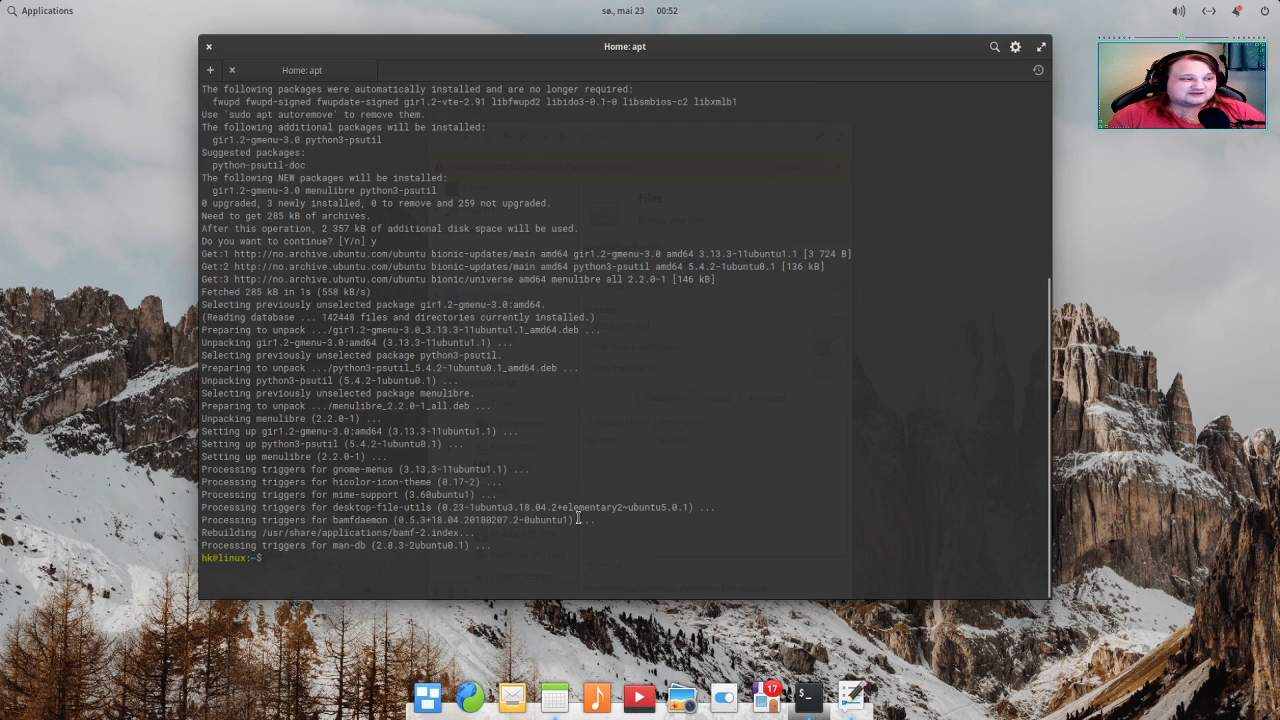 Applications
sø., mai 23 00:52
Home: apt
Home: apt
The following packages were automatically installed and are no longer required:
fwupd fwupd-signed fwupdate-signed gir1.2-vte-2.91 libfwupd2 libido3-0.1-0 libsmbios-c2 libxmlb1
Use 'sudo apt autoremove' to remove them.
The following additional packages will be installed:
gir1.2-gmenu-3.0 python3-psutil
Suggested packages:
python-psutil-doc
The following NEW packages will be installed:
gir1.2-gmenu-3.0 menulibre python3-psutil
0 upgraded, 3 newly installed, 0 to remove and 259 not upgraded.
Need to get 285 kB of archives.
After this operation, 2 357 kB of additional disk space will be used.
Do you want to continue? [Y/n] y
Get:1 http://no.archive.ubuntu.com/ubuntu bionic-updates/main amd64 gir1.2-gmenu-3.0 amd64 3.13.3-11ubuntu1.1 [3 724 B]
Get:2 http://no.archive.ubuntu.com/ubuntu bionic-updates/main amd64 python3-psutil amd64 5.4.2-1ubuntu0.1 [136 kB]
Get:3 http://no.archive.ubuntu.com/ubuntu bionic/universe amd64 menulibre all 2.2.0-1 [146 kB]
Fetched 285 kB in 1s (558 kB/s)
Selecting previously unselected package gir1.2-gmenu-3.0:amd64.
(Reading database ... 142448 files and directories currently installed.)
Preparing to unpack .../gir1.2-gmenu-3.0_3.13.3-11ubuntu1.1_amd64.deb ...
Unpacking gir1.2-gmenu-3.0:amd64 (3.13.3-11ubuntu1.1) ...
Selecting previously unselected package python3-psutil.
Preparing to unpack .../python3-psutil_5.4.2-1ubuntu0.1_amd64.deb ...
Unpacking python3-psutil (5.4.2-1ubuntu0.1) ...
Selecting previously unselected package menulibre.
Preparing to unpack .../menulibre_2.2.0-1_all.deb ...
Unpacking menulibre (2.2.0-1) ...
Setting up gir1.2-gmenu-3.0:amd64 (3.13.3-11ubuntu1.1) ...
Setting up python3-psutil (5.4.2-1ubuntu0.1) ...
Setting up menulibre (2.2.0-1) ...
Processing triggers for gnome-menus (3.13.3-11ubuntu1.1) ...
Processing triggers for hicolor-icon-theme (0.17-2) ...
Processing triggers for mime-support (3.60ubuntu1) ...
Processing triggers for desktop-file-utils (0.23-1ubuntu3.18.04.2+elementary2~ubuntu5.0.1) ...
Processing triggers for bamfdaemon (0.5.3+18.04.20180207.2-0ubuntu1) ...
Rebuilding /usr/share/applications/bamf-2.index...
Processing triggers for man-db (2.8.3-2ubuntu0.1) ...
hk@linux:~$
Files
17